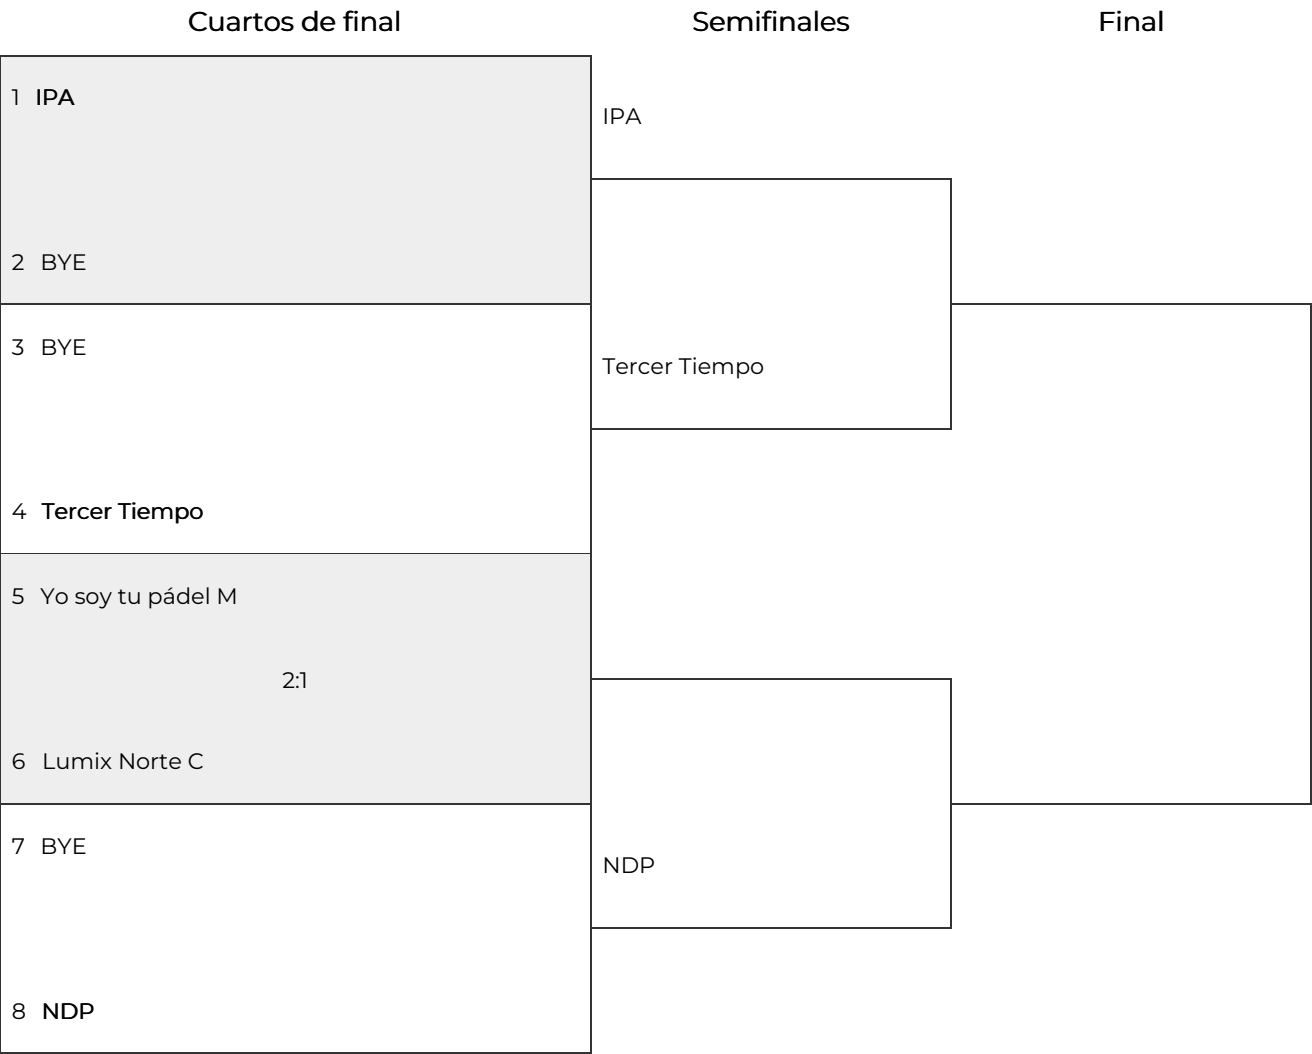 Cuartos de final
Semifinales
Final
1 IPA
2 BYE
3 BYE
4 Tercer Tiempo
5 Yo soy tu pádel M
2:1
6 Lumix Norte C
7 BYE
8 NDP
IPA
Tercer Tiempo
NDP